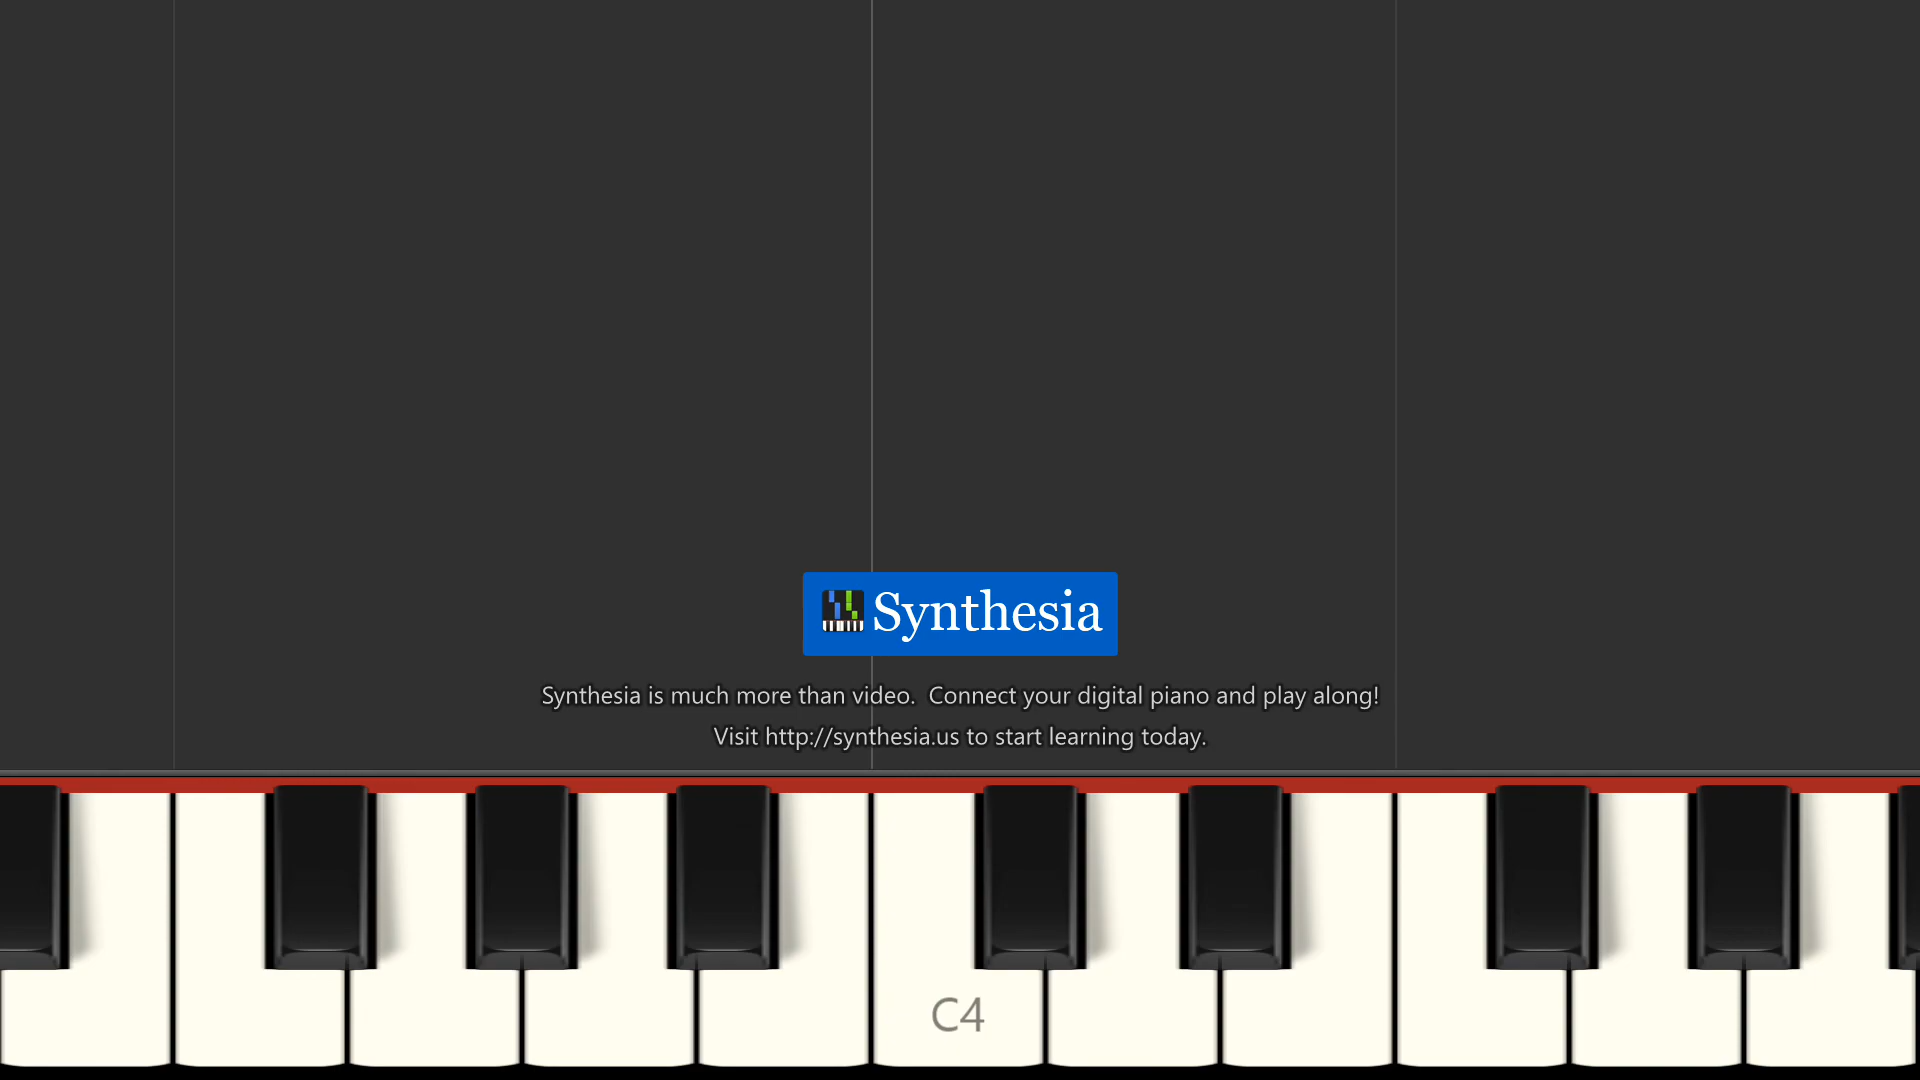 Synthesia
Synthesia is much more than video.  Connect your digital piano and play along!
Visit http://synthesia.us to start learning today.
C4